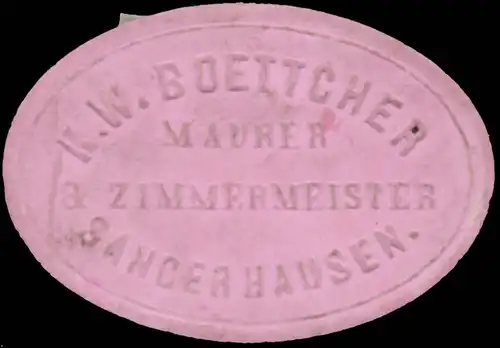 K.W. BOETTCHER
MAURER
& ZIMMERMEISTER
SANGERHAUSEN.